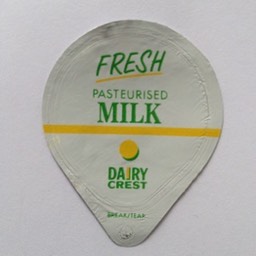 FRESH
PASTEURISED
MILK
DAIRY
CREST
BREAK/TEAR